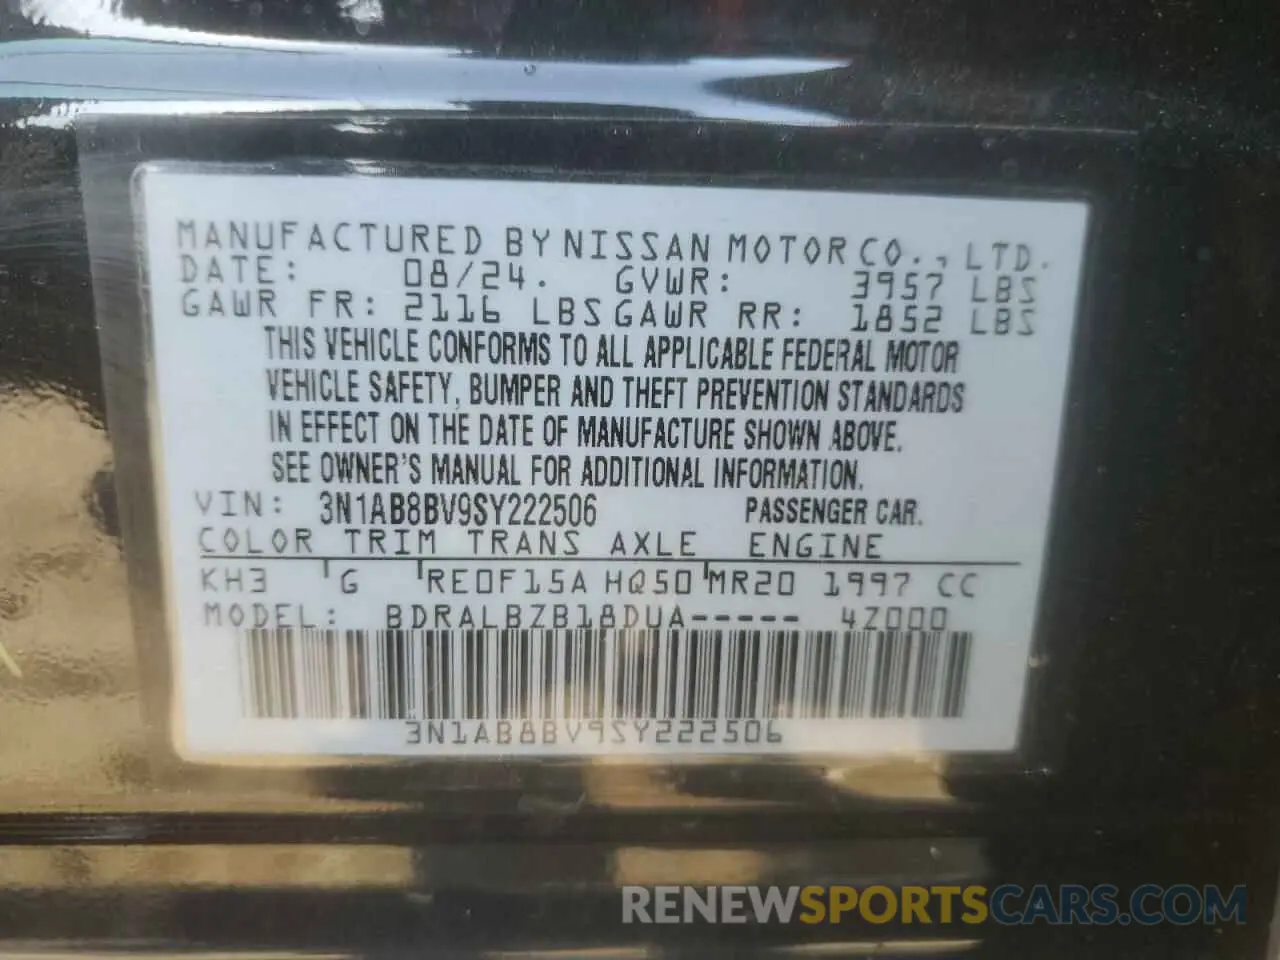 MANUFACTURED BY NISSAN MOTOR CO., LTD.
DATE: 08/24. GVWR: 3957 LBS
GAWR FR: 2116 LBS GAWR RR: 1852 LBS
THIS VEHICLE CONFORMS TO ALL APPLICABLE FEDERAL MOTOR
VEHICLE SAFETY, BUMPER AND THEFT PREVENTION STANDARDS
IN EFFECT ON THE DATE OF MANUFACTURE SHOWN ABOVE.
SEE OWNER'S MANUAL FOR ADDITIONAL INFORMATION.
VIN: 3N1AB8BV9SY222506 PASSENGER CAR.
COLOR TRIM TRANS AXLE ENGINE
KH3 G RE0F15A HQ50 MR20 1997 CC
MODEL: BDRALBZB18DUA----- 4Z000
3N1AB8BV9SY222506
RENEWSPORTSCARS.COM